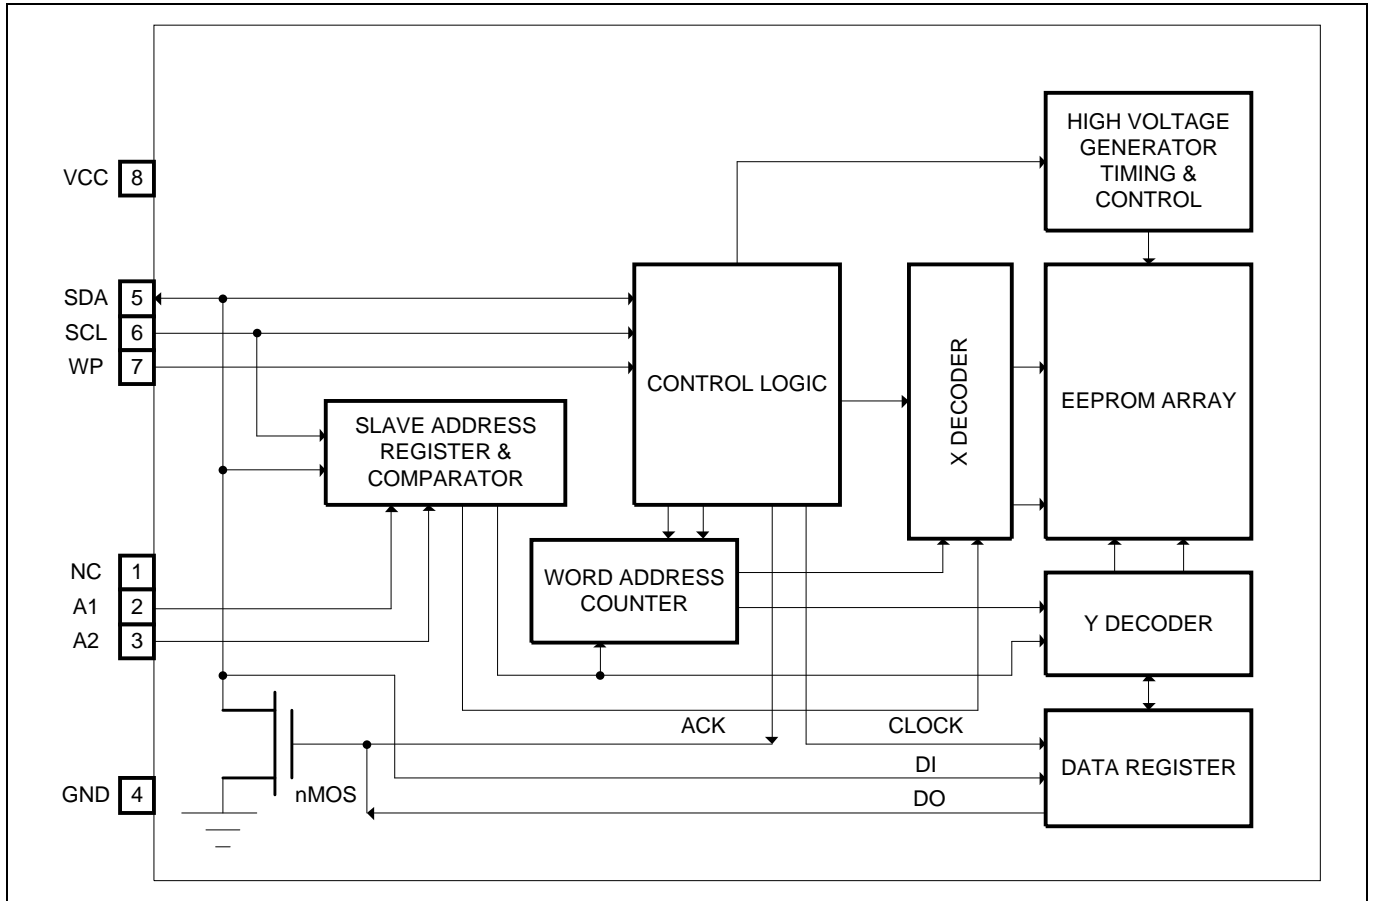 HIGH VOLTAGE
GENERATOR
TIMING &
CONTROL
VCC 8
SDA 5
SCL 6
WP 7
CONTROL LOGIC
X DECODER
EEPROM ARRAY
SLAVE ADDRESS
REGISTER &
COMPARATOR
NC 1
A1 2
A2 3
WORD ADDRESS
COUNTER
Y DECODER
ACK
CLOCK
DI
DO
DATA REGISTER
GND 4
nMOS